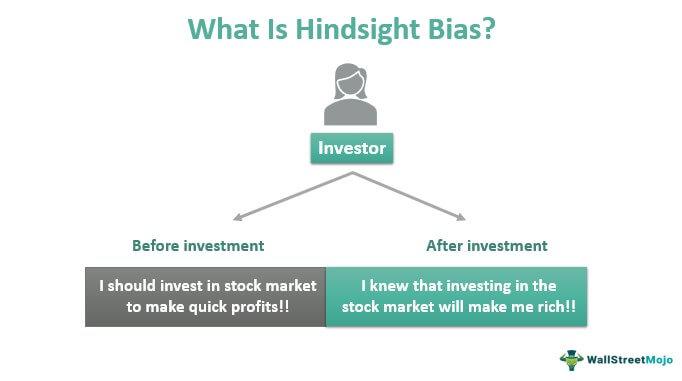 What Is Hindsight Bias?
Investor
Before investment
After investment
I should invest in stock market
to make quick profits!!
I knew that investing in the
stock market will make me rich!!
WallStreetMojo